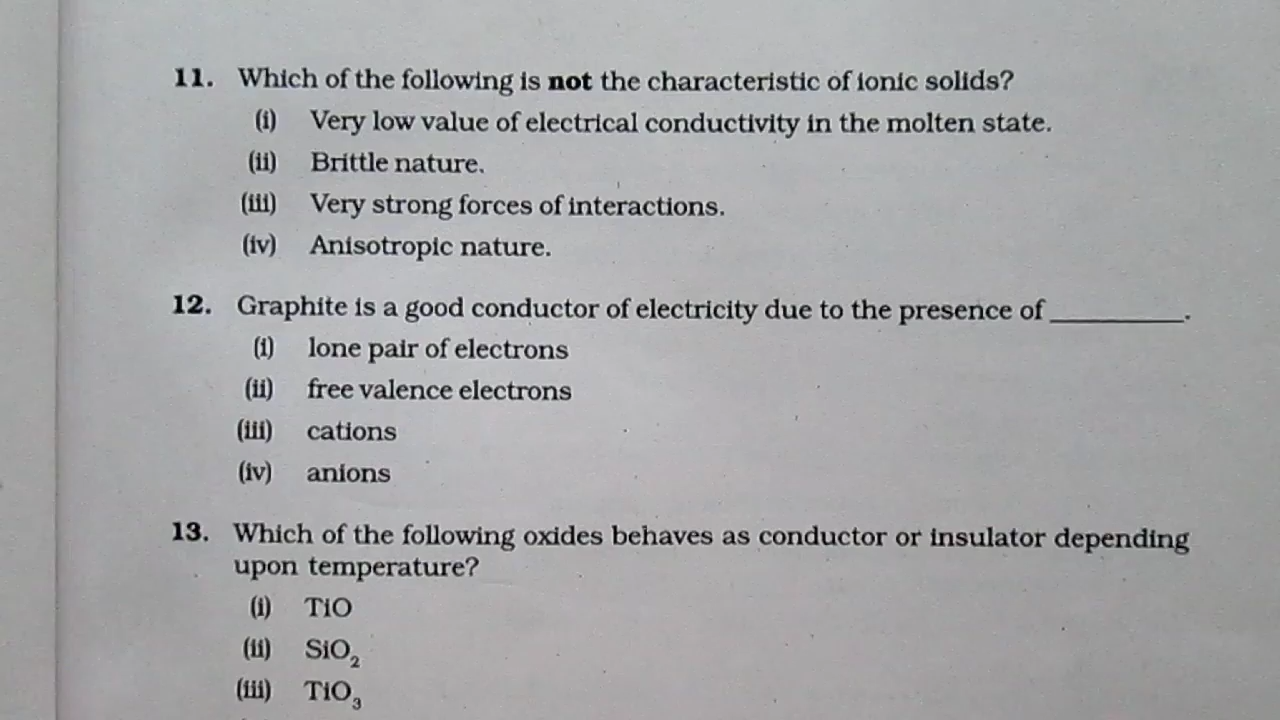 11. Which of the following is not the characteristic of ionic solids?
(i) Very low value of electrical conductivity in the molten state.
(ii) Brittle nature.
(iii) Very strong forces of interactions.
(iv) Anisotropic nature.
12. Graphite is a good conductor of electricity due to the presence of _________.
(i) lone pair of electrons
(ii) free valence electrons
(iii) cations
(iv) anions
13. Which of the following oxides behaves as conductor or insulator depending
upon temperature?
(i) TiO
(ii) SiO₂
(iii) TiO₃